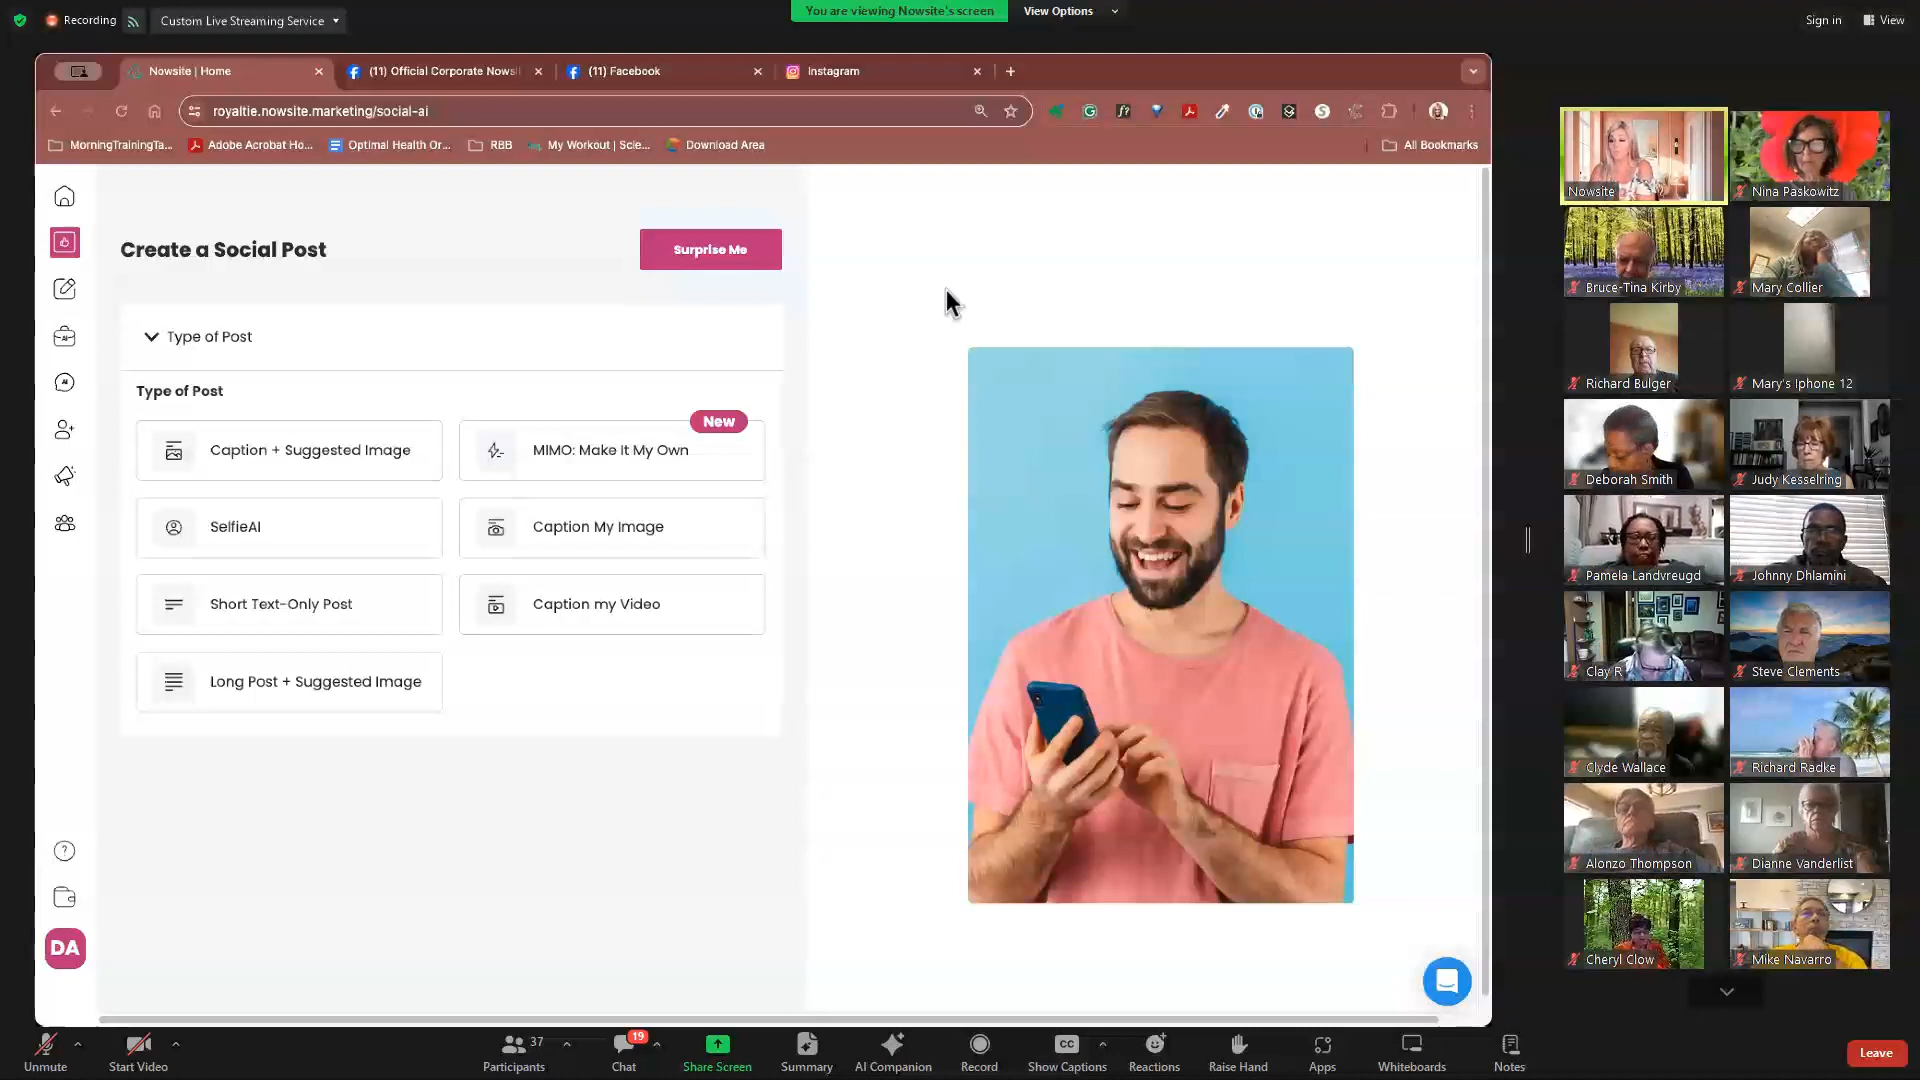 Recording
Custom Live Streaming Service
You are viewing Nowsite's screen
View Options
Sign in
View
Nowsite | Home
(11) Official Corporate Nowsi
(11) Facebook
Instagram
royaltie.nowsite.marketing/social-ai
MorningTrainingTa...
Adobe Acrobat Ho...
Optimal Health Or...
RBB
My Workout | Scie...
Download Area
All Bookmarks
Create a Social Post
Surprise Me
Type of Post
Type of Post
New
Caption + Suggested Image
MIMO: Make It My Own
SelfieAI
Caption My Image
Short Text-Only Post
Caption my Video
Long Post + Suggested Image
DA
Nowsite
Nina Paskowitz
Bruce-Tina Kirby
Mary Collier
Richard Bulger
Mary's Iphone 12
Deborah Smith
Judy Kesselring
Pamela Landvreugd
Johnny Dhlamini
Clay R
Steve Clements
Clyde Wallace
Richard Radke
Alonzo Thompson
Dianne Vanderlist
Cheryl Clow
Mike Navarro
Unmute
Start Video
37
Participants
19
Chat
Share Screen
Summary
AI Companion
Record
CC
Show Captions
Reactions
Raise Hand
Apps
Whiteboards
Notes
Leave